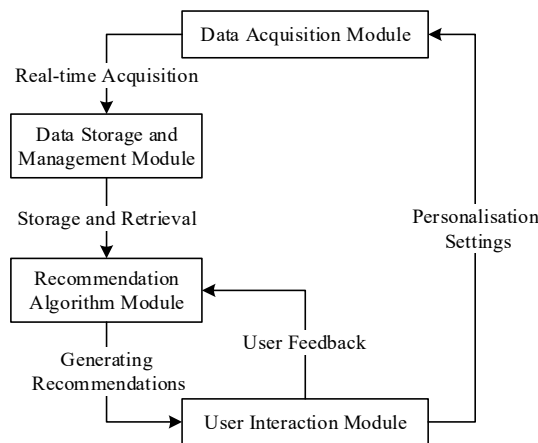 Data Acquisition Module
Real-time Acquisition
Data Storage and
Management Module
Storage and Retrieval
Personalisation
Settings
Recommendation
Algorithm Module
User Feedback
Generating
Recommendations
User Interaction Module